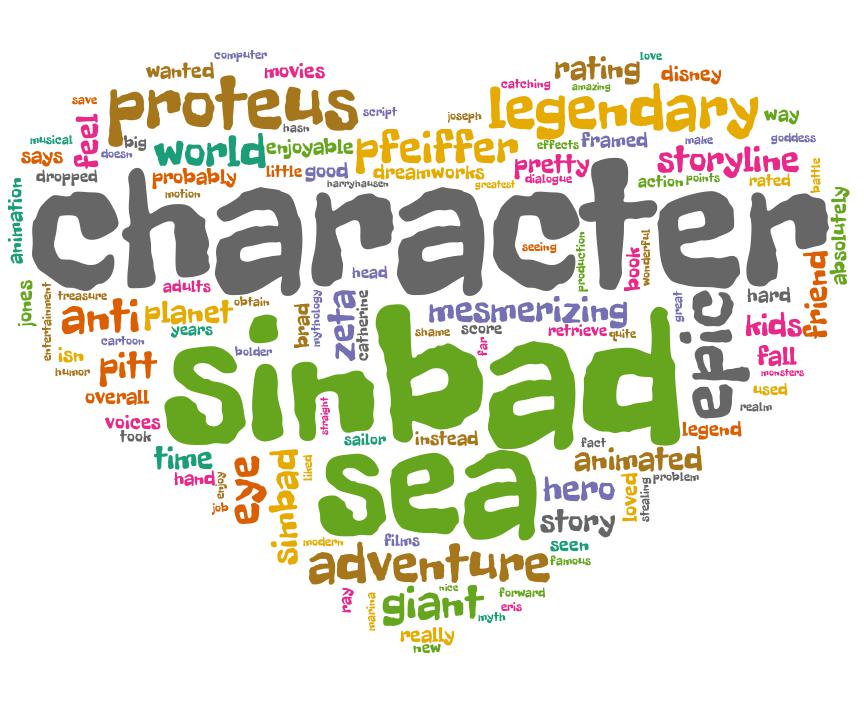 computer
love
wanted
movies
rating
disney
catching
amazing
save
proteus
script
legendary
joseph
way
feel
hasn
musical
big
world
enjoyable
pfeiffer
effects
framed
make
goddess
says
doesn
pretty
storyline
dropped
probably
little
good
dreamworks
dialogue
action
points
rated
battle
harryhausen
greatest
motion
animation
character
absolutely
seeing
production
book
wonderful
head
jones
entertainment
treasure
adults
obtain
brad
mythology
zeta
catherine
mesmerizing
great
epic
hard
friend
anti
planet
years
shame
score
retrieve
quite
kids
cartoon
isn
pitt
bolder
far
fall
humor
monsters
sinbad
overall
used
straight
realm
voices
took
sailor
instead
fact
legend
time
sea
animated
hand
eye
simbad
liked
hero
loved
stealing
problem
enjoy
job
story
modern
films
seen
adventure
famous
ray
marina
nice
giant
forward
eris
myth
really
new